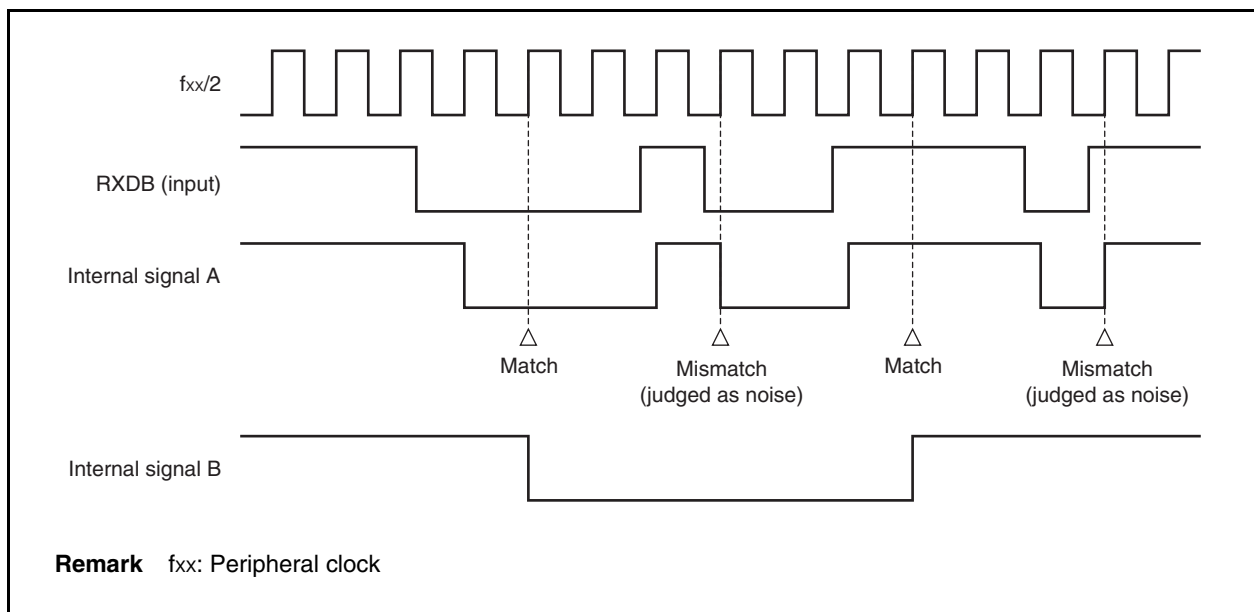 fxx/2
RXDB (input)
Internal signal A
Match
Mismatch
(judged as noise)
Match
Mismatch
(judged as noise)
Internal signal B
Remark fxx: Peripheral clock